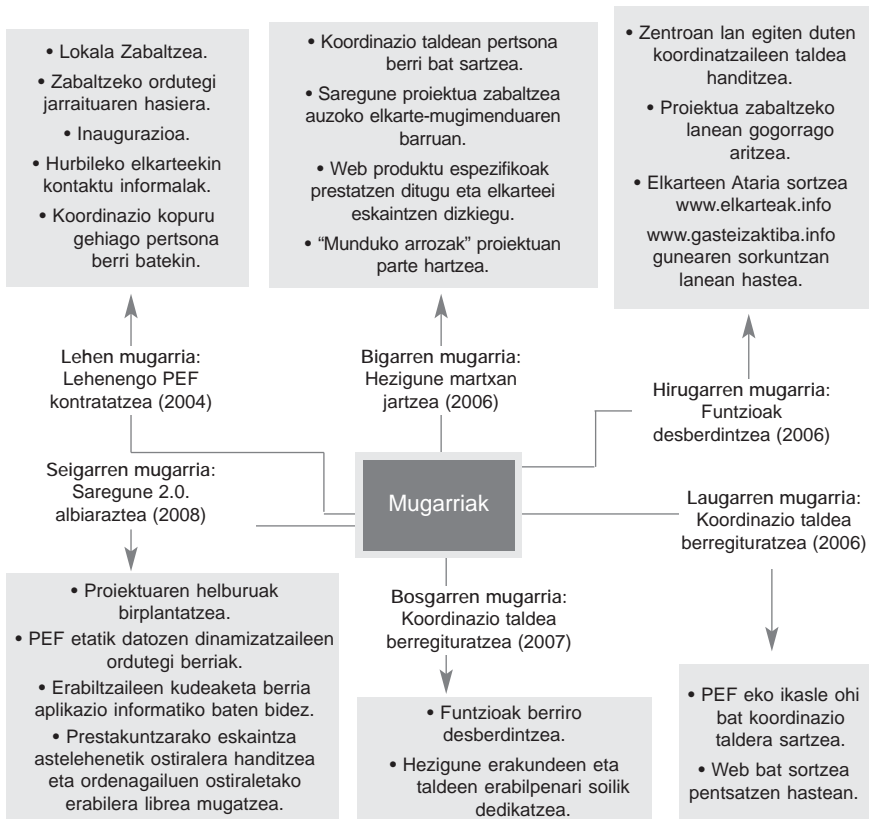 • Lokala Zabaltzea.
• Zabaltzeko ordutegi
jarraituaren hasiera.
• Inaugurazioa.
• Hurbileko elkarteekin
kontaktu informalak.
• Koordinazio kopuru
gehiago pertsona
berri batekin.
• Koordinazio taldean pertsona
berri bat sartzea.
• Saregune proiektua zabaltzea
auzoko elkarte-mugimenduaren
barruan.
• Web produktu espezifikoak
prestatzen ditugu eta elkarteei
eskaintzen dizkiegu.
• “Munduko arrozak” proiektuan
parte hartzea.
• Zentroan lan egiten duten
koordinatzaileen taldea
handitzea.
• Proiektua zabaltzeko
lanean gogorrago
aritzea.
• Elkarteen Ataria sortzea
www.elkarteak.info
www.gasteizaktiba.info
gunearen sorkuntzan
lanean hastea.
Lehen mugarria:
Lehenengo PEF
kontratatzea (2004)
Bigarren mugarria:
Hezigune martxan
jartzea (2006)
Hirugarren mugarria:
Funtzioak
desberdintzea (2006)
Seigarren mugarria:
Saregune 2.0.
albiaraztea (2008)
Mugarriak
Laugarren mugarria:
Koordinazio taldea
berregituratzea (2006)
Bosgarren mugarria:
Koordinazio taldea
berregituratzea (2007)
• Proiektuaren helburuak
birplantatzea.
• PEF etatik datozen dinamizatzaileen
ordutegi berriak.
• Erabiltzaileen kudeaketa berria
aplikazio informatiko baten bidez.
• Prestakuntzarako eskaintza
astelehenetik ostiralera handitzea
eta ordenagailuen ostiraletako
erabilera librea mugatzea.
• Funtzioak berriro
desberdintzea.
• Hezigune erakundeen eta
taldeen erabilpenari soilik
dedikatzea.
• PEF eko ikasle ohi
bat koordinazio
taldera sartzea.
• Web bat sortzea
pentsatzen hastean.